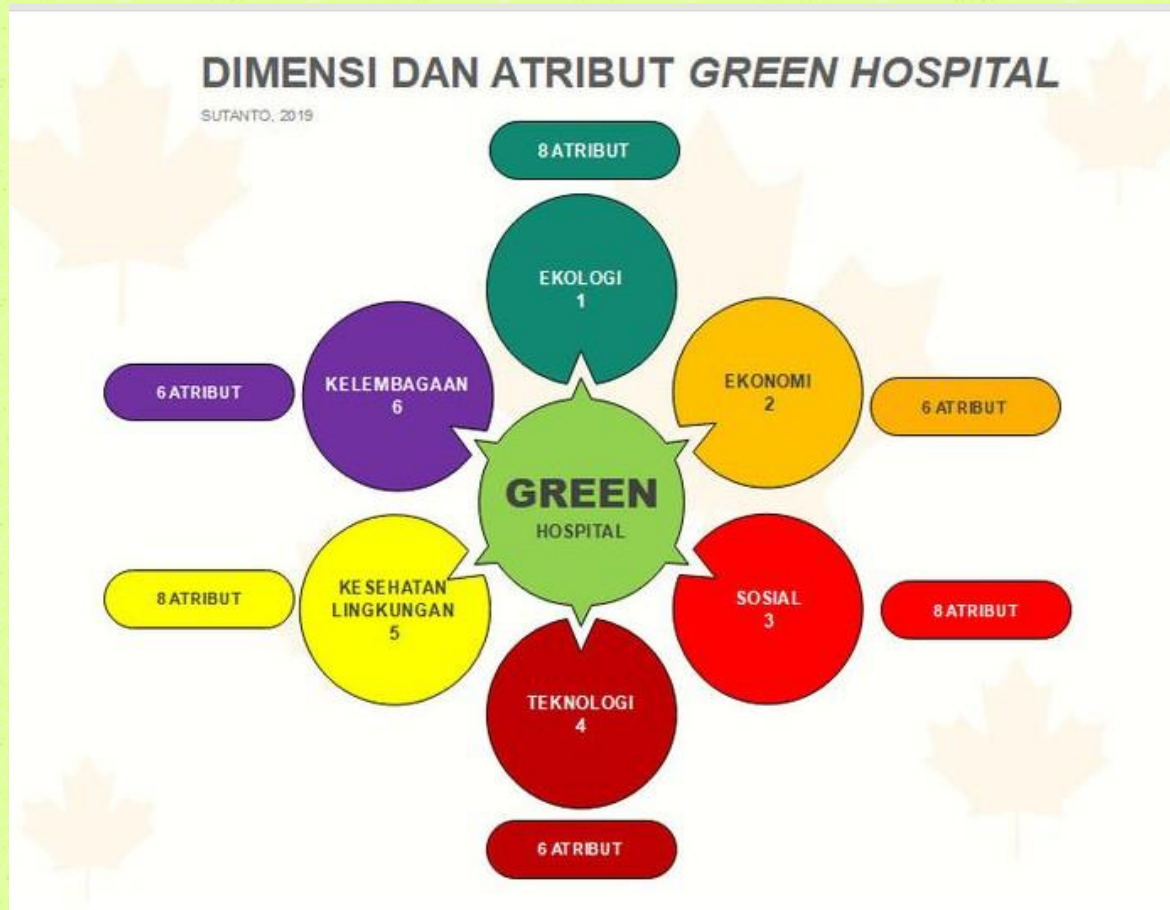 DIMENSI DAN ATRIBUT GREEN HOSPITAL
SUTANTO, 2019
8 ATRIBUT
EKOLOGI
1
EKONOMI
2
6 ATRIBUT
SOSIAL
3
8 ATRIBUT
TEKNOLOGI
4
6 ATRIBUT
KESEHATAN
LINGKUNGAN
5
8 ATRIBUT
KELEMBAGAAN
6
6 ATRIBUT
GREEN
HOSPITAL